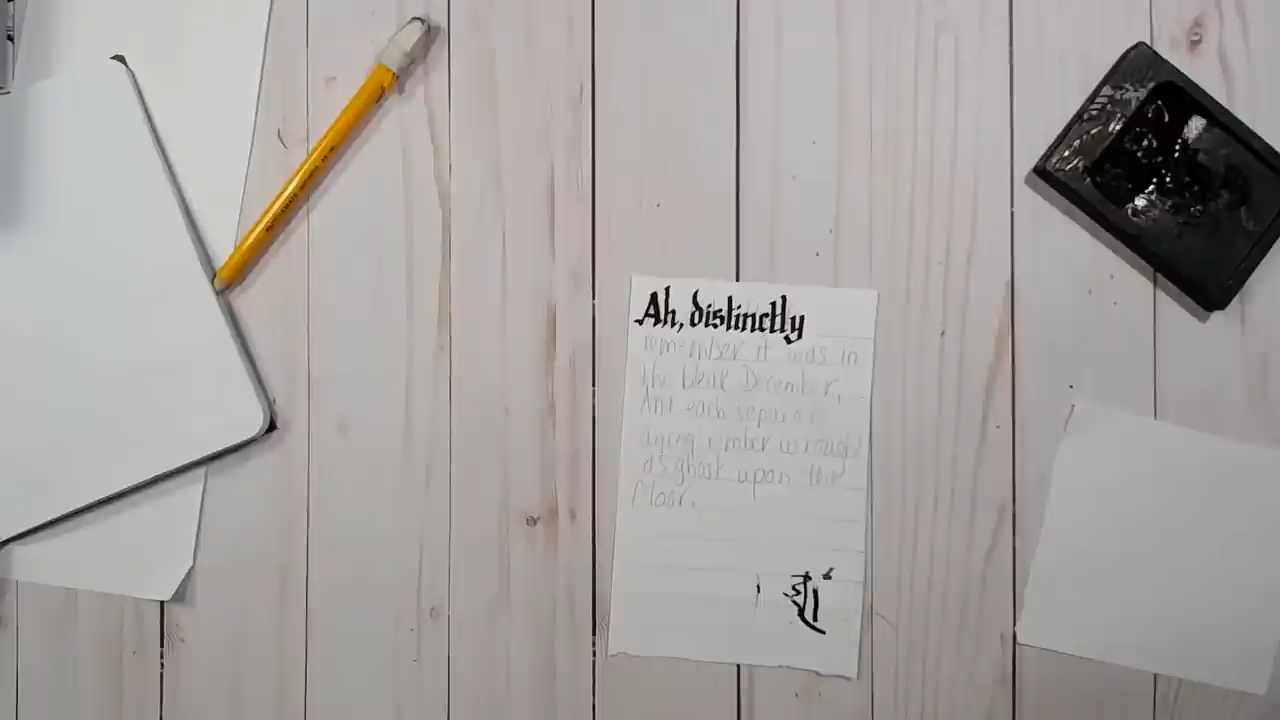 Ah, distinctly
remember it was in
the bleak December,
And each separate
dying ember wrought
its ghost upon the
floor.